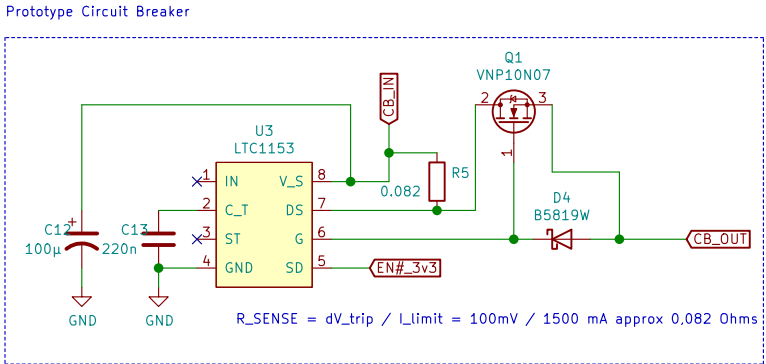 Prototype Circuit Breaker
Q1
VNP10N07
CB_IN
2
3
1
U3
LTC1153
R5
0.082
1
IN
V_S
8
2
C_T
DS
7
3
ST
G
6
4
GND
SD
5
C12
+
100µ
C13
220n
D4
B5819W
CB_OUT
EN#_3v3
GND
GND
R_SENSE = dV_trip / I_limit = 100mV / 1500 mA approx 0,082 Ohms